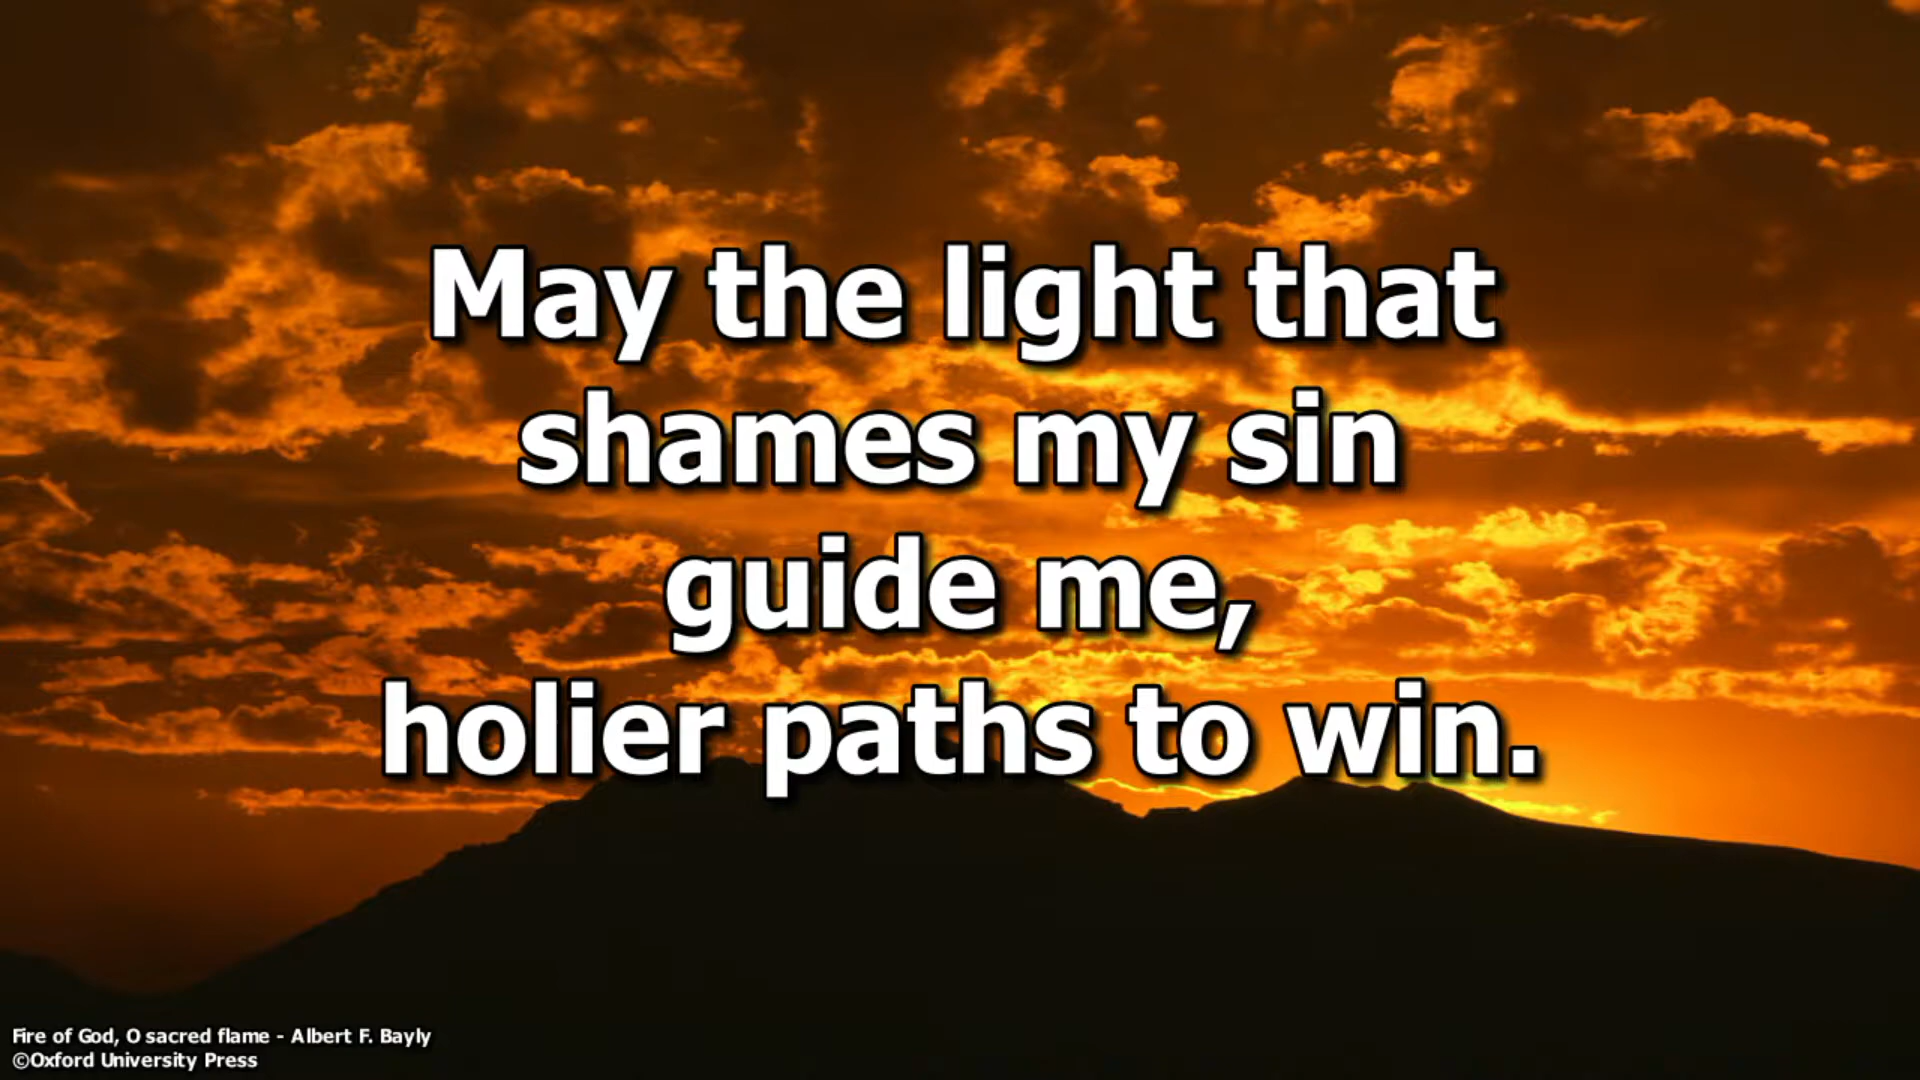 May the light that
shames my sin
guide me,
holier paths to win.
Fire of God, O sacred flame - Albert F. Bayly
©Oxford University Press